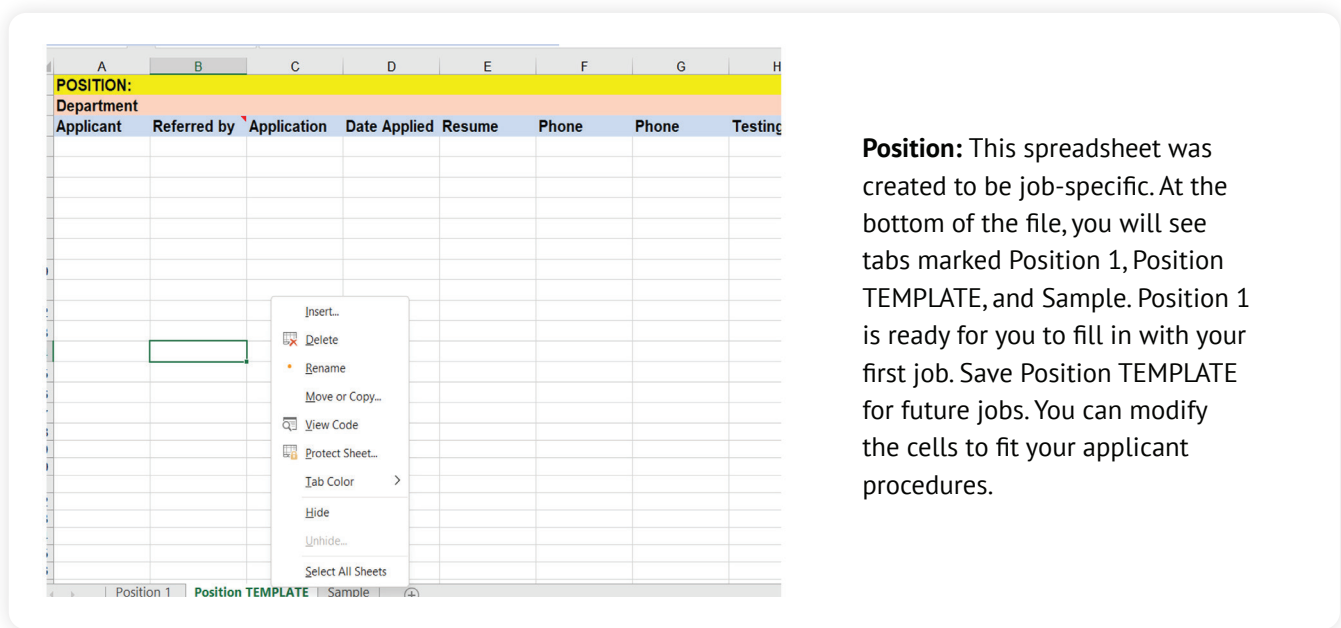 A B C D E F G H
POSITION:
Department
Applicant Referred by Application Date Applied Resume Phone Phone Testing
Insert...
Delete
Rename
Move or Copy...
View Code
Protect Sheet...
Tab Color
Hide
Unhide...
Select All Sheets
Position 1 Position TEMPLATE Sample
Position: This spreadsheet was
created to be job-specific. At the
bottom of the file, you will see
tabs marked Position 1, Position
TEMPLATE, and Sample. Position 1
is ready for you to fill in with your
first job. Save Position TEMPLATE
for future jobs. You can modify
the cells to fit your applicant
procedures.